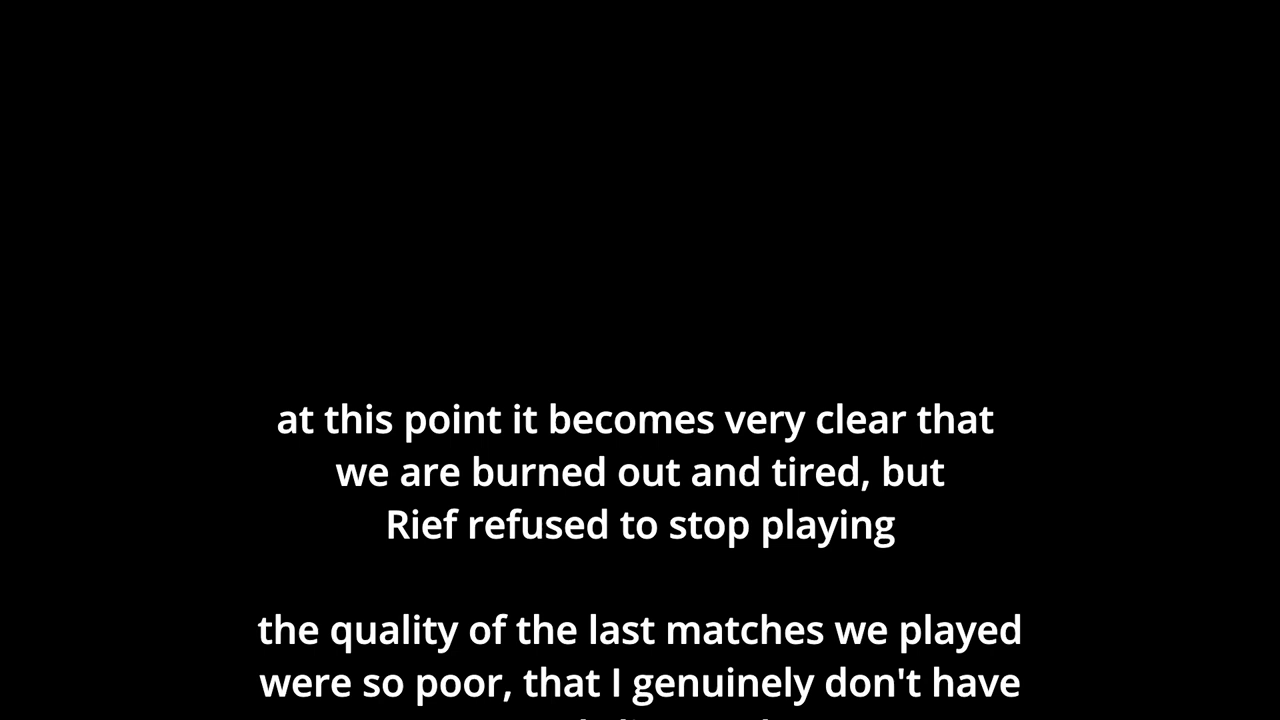 at this point it becomes very clear that
we are burned out and tired, but
Rief refused to stop playing
the quality of the last matches we played
were so poor, that I genuinely don't have